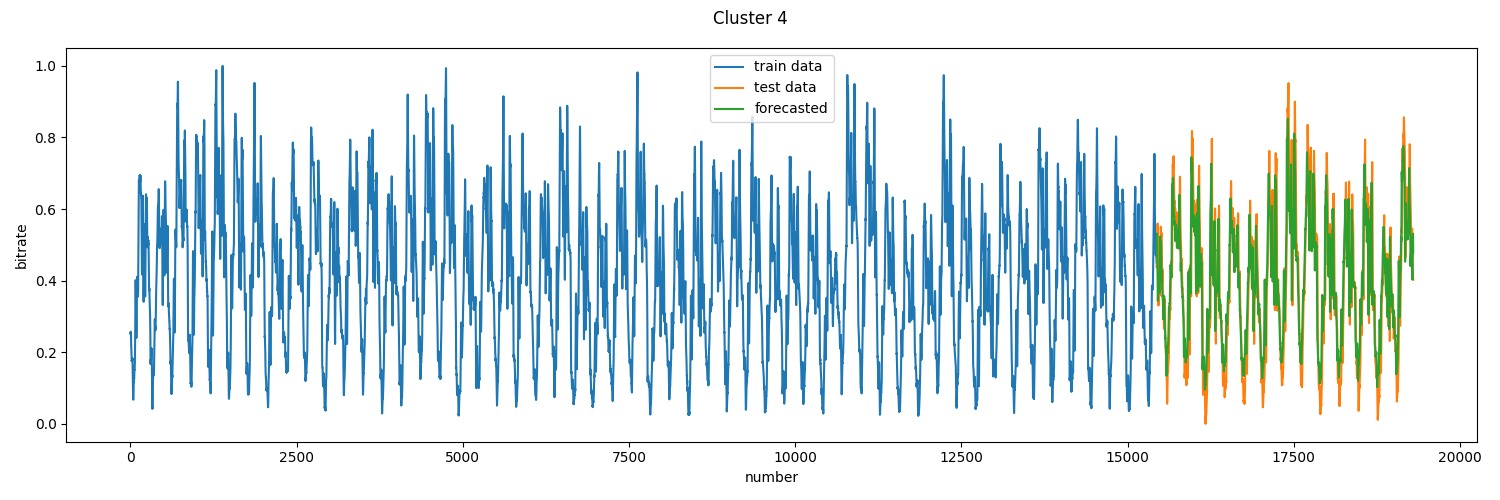 Cluster 4
train data
test data
forecasted
bitrate
1.0
0.8
0.6
0.4
0.2
0.0
0 2500 5000 7500 10000 12500 15000 17500 20000
number